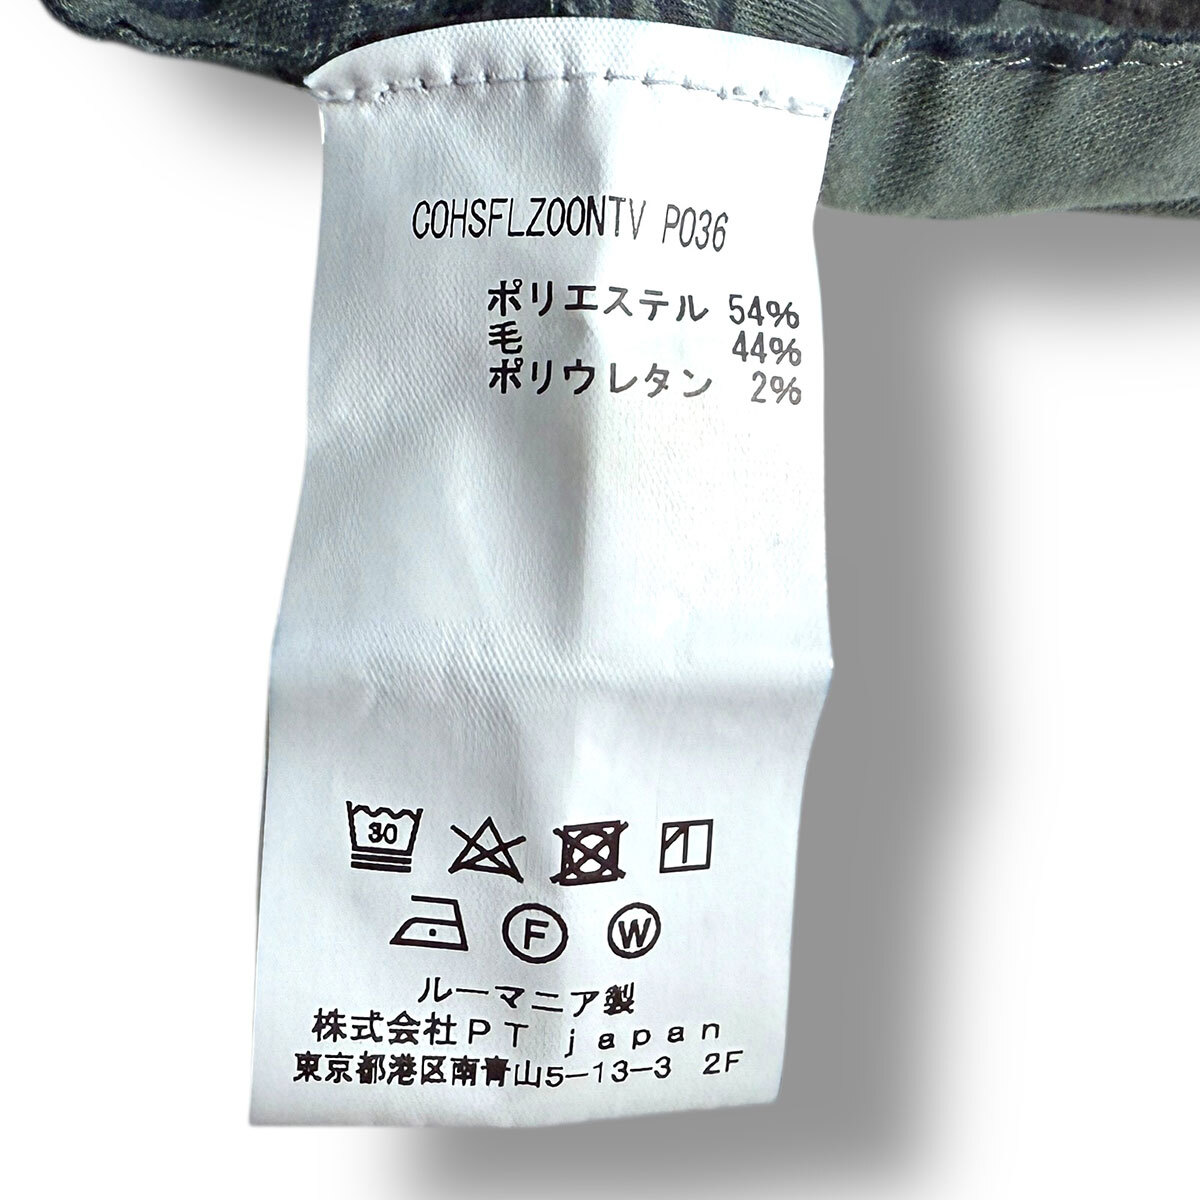 COHSFLZOONTV P036
ポリエステル 54%
毛 44%
ポリウレタン 2%
30
F W
ルーマニア製
株式会社PT japan
東京都港区南青山5-13-3 2F